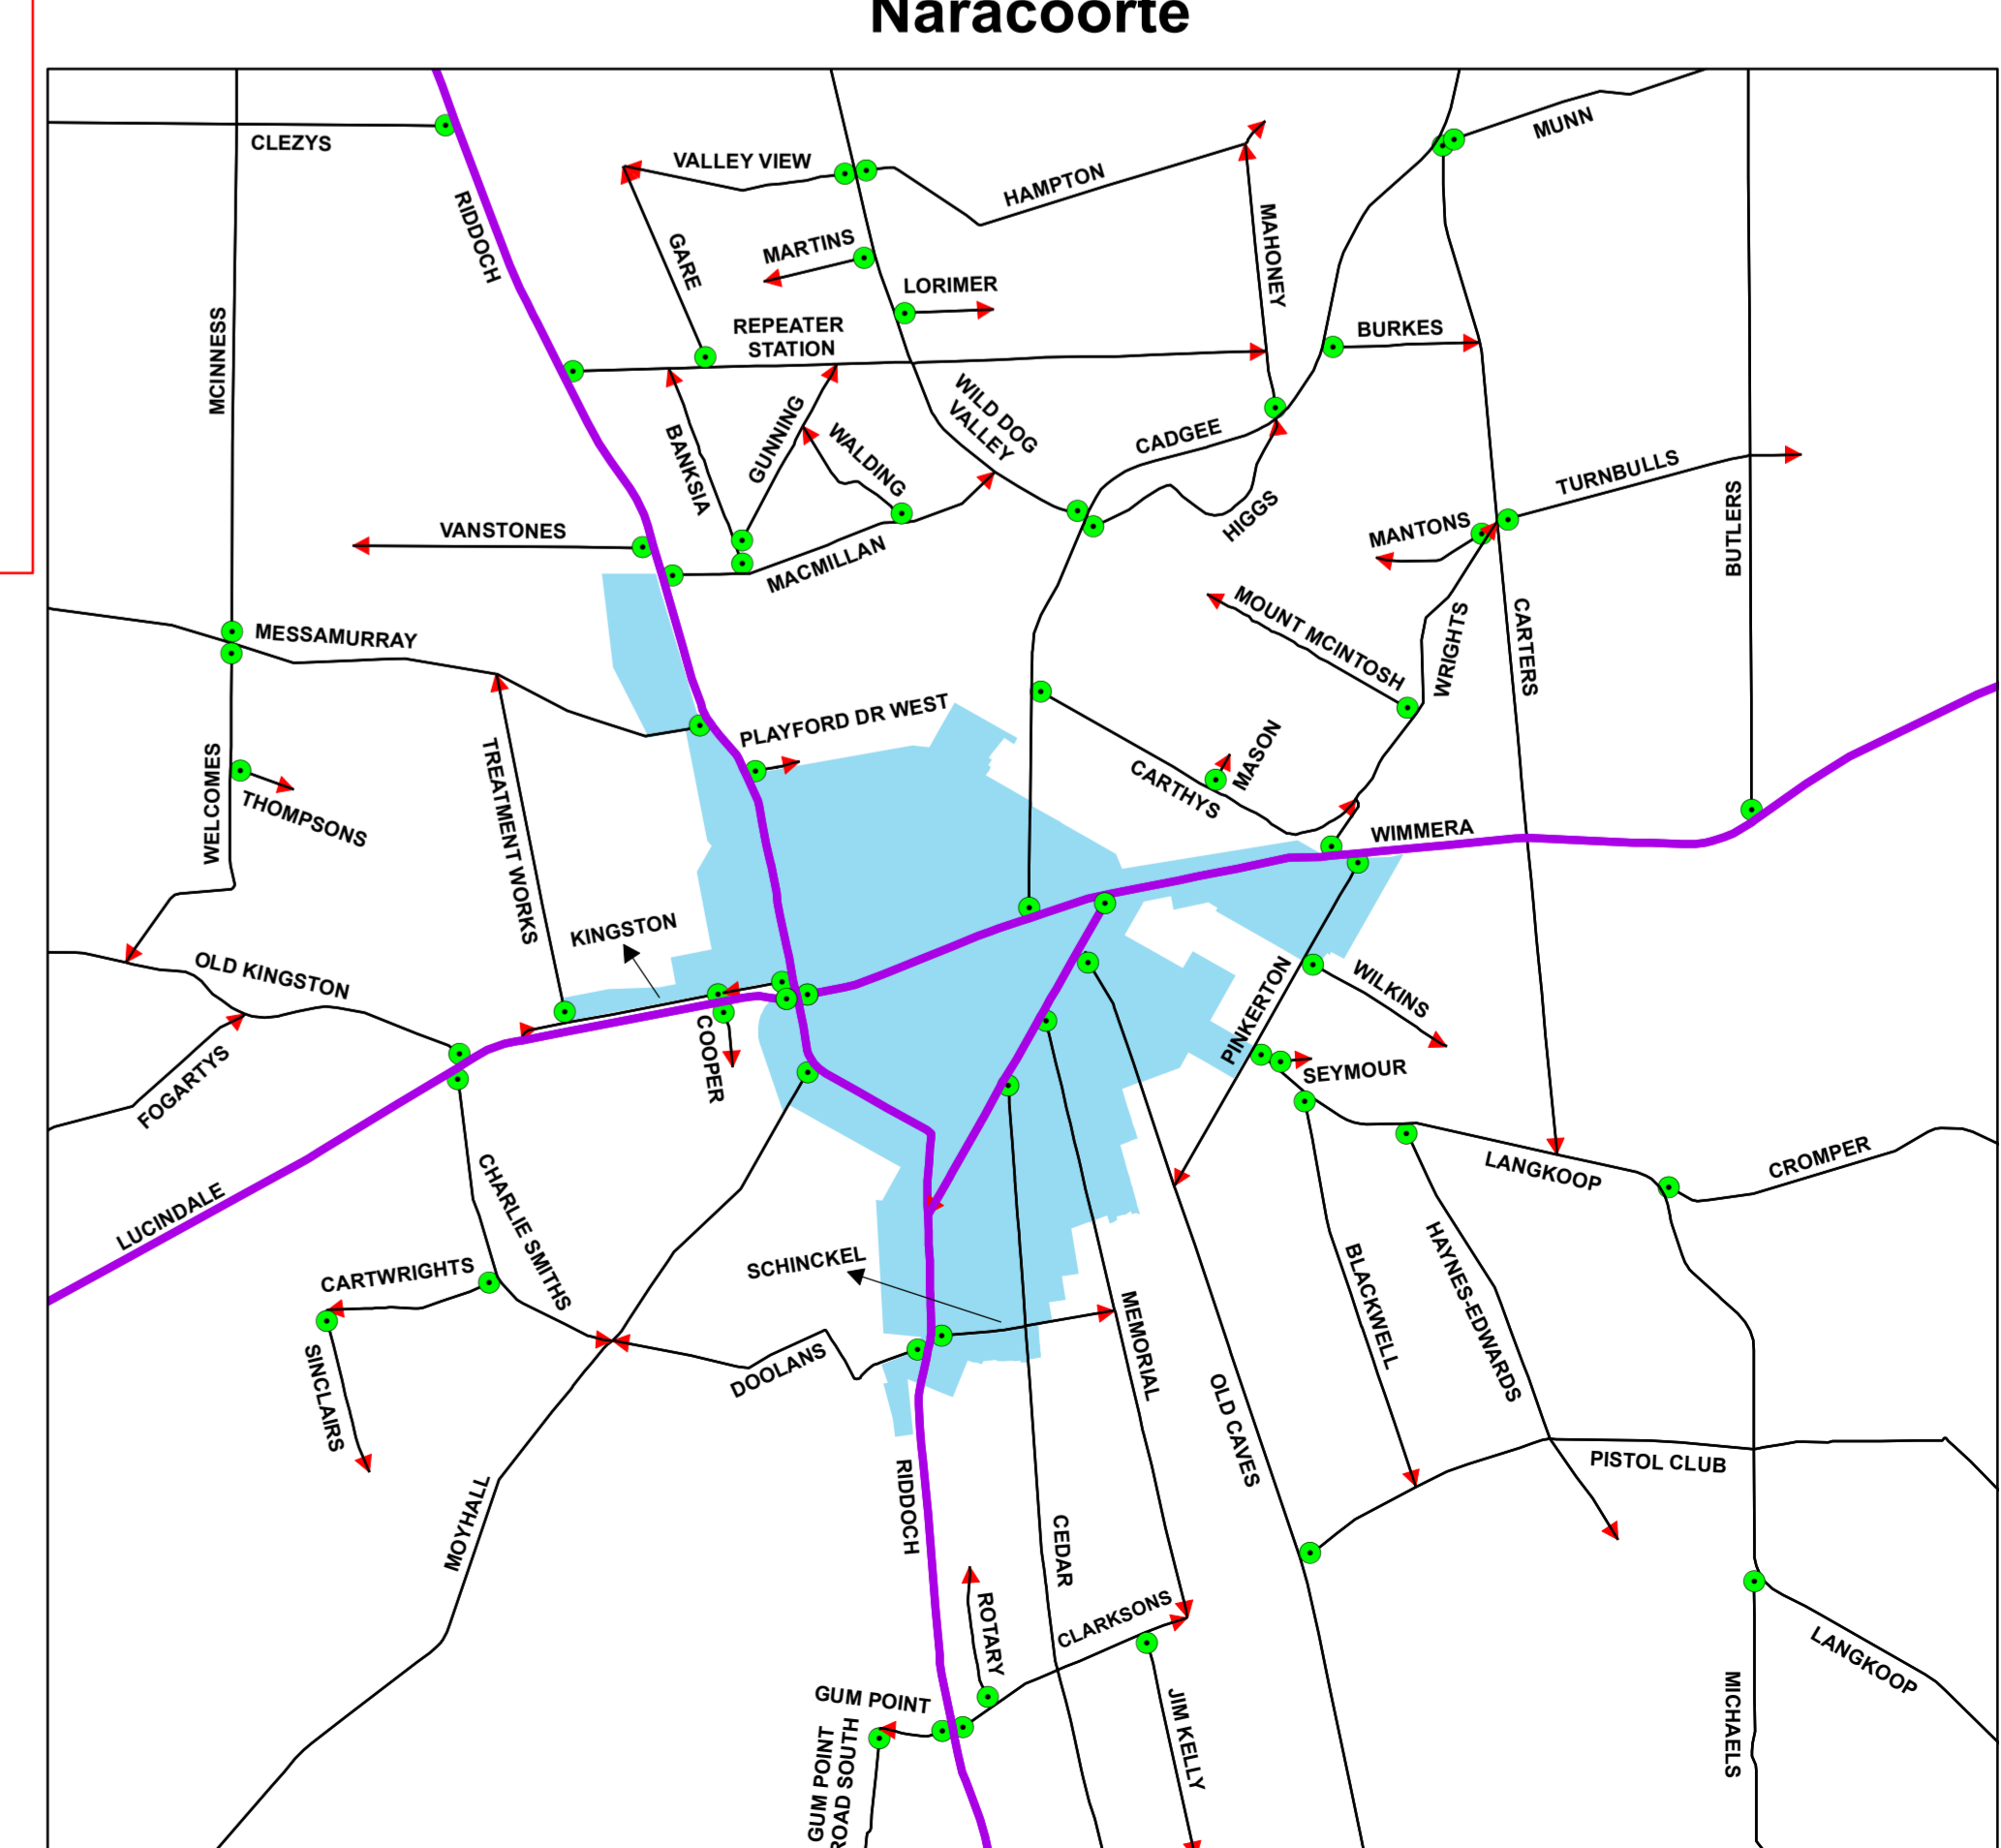 Naracoorte
CLEZYS
MUNN
VALLEY VIEW
HAMPTON
RIDDOCH
GARE
MARTINS
MAHONEY
LORIMER
MCINNESS
REPEATER
STATION
BURKES
WILD DOG
VALLEY
CADGEE
BANKSIA
GUNNING
WALDING
TURNBULLS
HIGGS
MANTONS
BUTLERS
VANSTONES
MACMILLAN
MESSAMURRAY
MOUNT MCINTOSH
WRIGHTS
CARTERS
PLAYFORD DR WEST
WELCOMES
THOMPSONS
TREATMENT WORKS
CARTHYS
MASON
WIMMERA
KINGSTON
OLD KINGSTON
WILKINS
PINKERTON
COOPER
FOGARTYS
SEYMOUR
LANGKOOP
CROMPER
LUCINDALE
CHARLIE SMITHS
CARTWRIGHTS
SCHINCKEL
BLACKWELL
HAYNES-EDWARDS
SINCLAIRS
DOOLANS
MEMORIAL
OLD CAVES
PISTOL CLUB
MOYHALL
RIDDOCH
CEDAR
ROTARY
CLARKSONS
LANGKOOP
GUM POINT
JIM KELLY
MICHAELS
GUM POINT
ROAD SOUTH